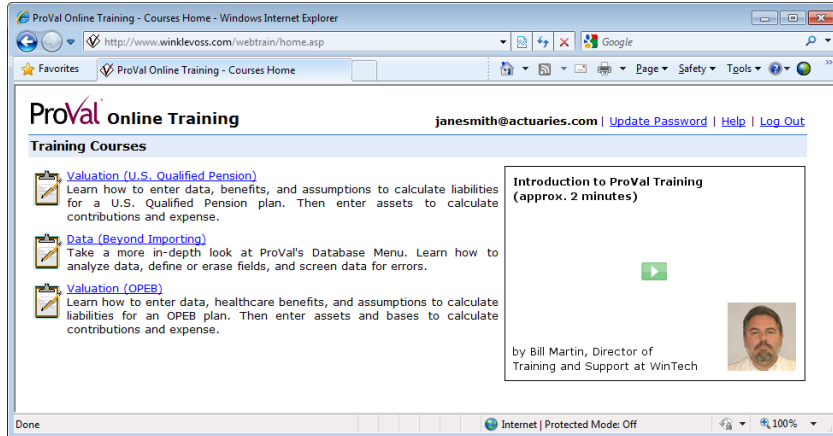 ProVal Online Training - Courses Home - Windows Internet Explorer
http://www.winklevoss.com/webtrain/home.asp
Google
Favorites
ProVal Online Training - Courses Home
Page
Safety
Tools
ProVal Online Training
janesmith@actuaries.com | Update Password | Help | Log Out
Training Courses
Valuation (U.S. Qualified Pension)
Learn how to enter data, benefits, and assumptions to calculate liabilities
for a U.S. Qualified Pension plan. Then enter assets to calculate
contributions and expense.
Data (Beyond Importing)
Take a more in-depth look at ProVal's Database Menu. Learn how to
analyze data, define or erase fields, and screen data for errors.
Valuation (OPEB)
Learn how to enter data, healthcare benefits, and assumptions to calculate
liabilities for an OPEB plan. Then enter assets and bases to calculate
contributions and expense.
Introduction to ProVal Training
(approx. 2 minutes)
by Bill Martin, Director of
Training and Support at WinTech
Done
Internet | Protected Mode: Off
100%